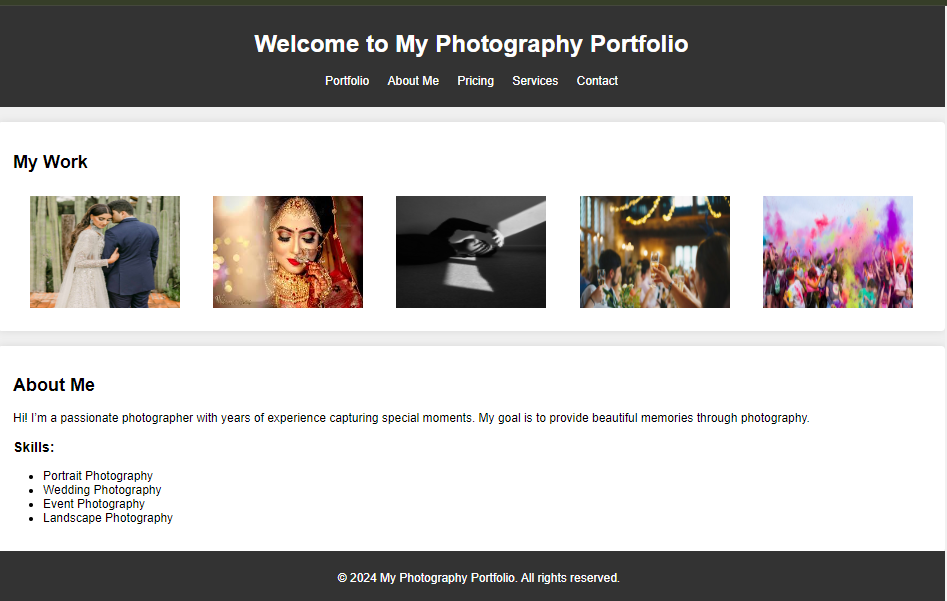 Welcome to My Photography Portfolio
Portfolio About Me Pricing Services Contact
My Work
About Me
Hi! I'm a passionate photographer with years of experience capturing special moments. My goal is to provide beautiful memories through photography.
Skills:
Portrait Photography
Wedding Photography
Event Photography
Landscape Photography
© 2024 My Photography Portfolio. All rights reserved.